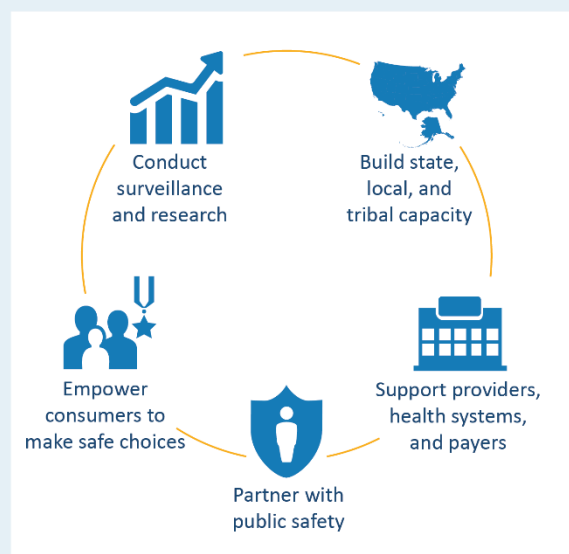 Conduct
surveillance
and research
Build state,
local, and
tribal capacity
Empower
consumers to
make safe choices
Support providers,
health systems,
and payers
Partner with
public safety